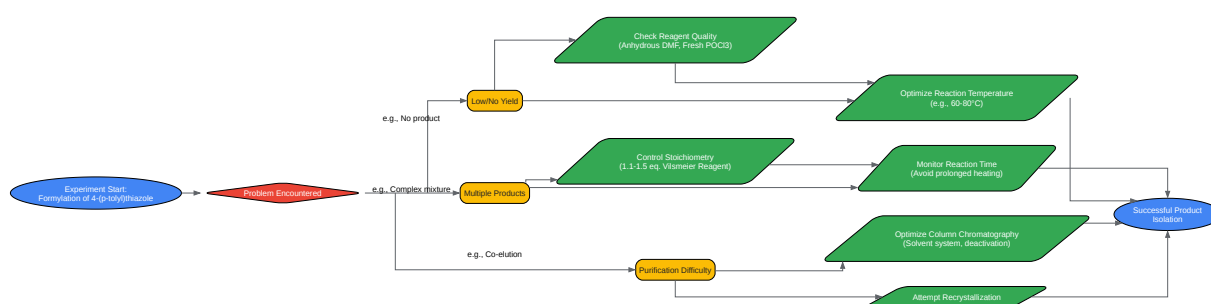 Check Reagent Quality
(Anhydrous DMF, Fresh POCl3)
Low/No Yield
Optimize Reaction Temperature
(e.g., 60-80°C)
e.g., No product
Control Stoichiometry
(1.1-1.5 eq. Vilsmeier Reagent)
Monitor Reaction Time
(Avoid prolonged heating)
Experiment Start:
Formylation of 4-(p-tolyl)thiazole
Problem Encountered
e.g., Complex mixture
Multiple Products
Successful Product
Isolation
Optimize Column Chromatography
(Solvent system, deactivation)
e.g., Co-elution
Purification Difficulty
Attempt Recrystallization